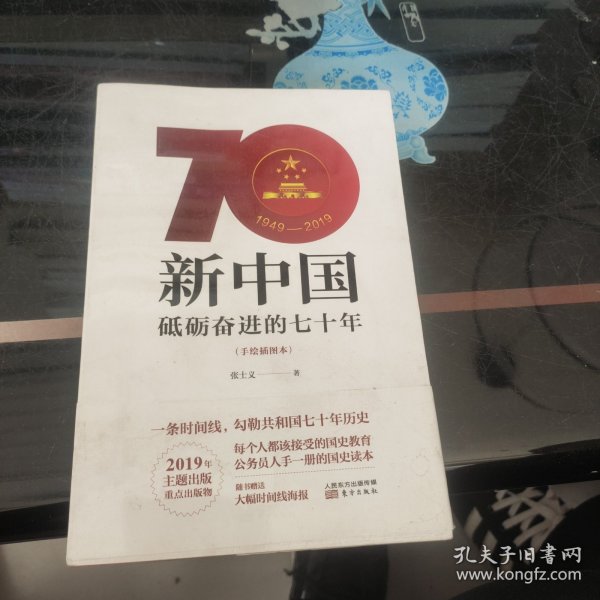 70
1949—2019
新中国
砥砺奋进的七十年
(手绘插图本)
张士义——著
一条时间线,勾勒共和国七十年历史
每个人都该接受的国史教育
公务员人手一册的国史读本
2019年
主题出版
重点出版物
随书赠送
大幅时间线海报
人民东方出版传媒
东方出版社
孔夫子旧书网
www.kongfz.com